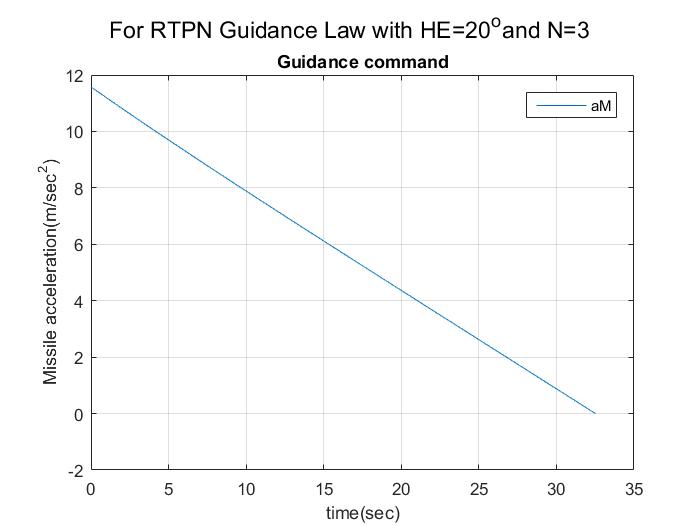 For RTPN Guidance Law with HE=20°and N=3
Guidance command
aM
Missile acceleration(m/sec²)
12
10
8
6
4
2
0
-2
0 5 10 15 20 25 30 35
time(sec)